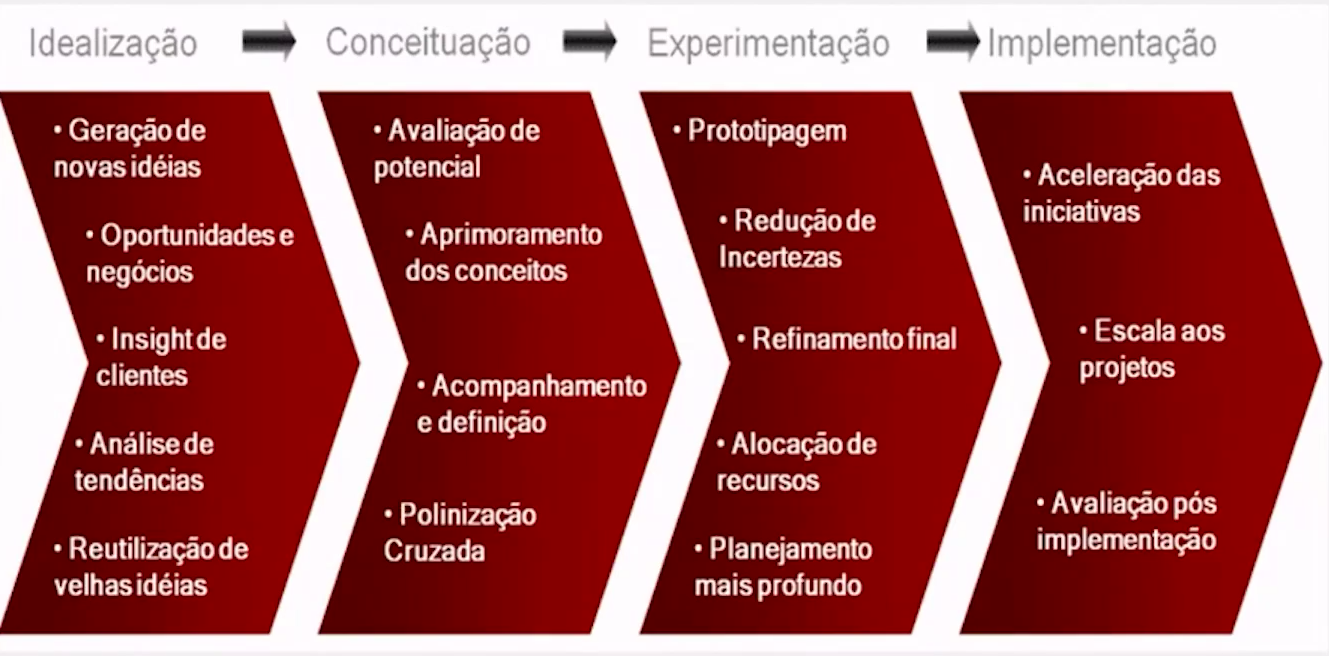 Idealização
Conceituação
Experimentação
Implementação
• Geração de
novas idéias
• Oportunidades e
negócios
• Insight de
clientes
• Análise de
tendências
• Reutilização de
velhas idéias
• Avaliação de
potencial
• Aprimoramento
dos conceitos
• Acompanhamento
e definição
• Polinização
Cruzada
• Prototipagem
• Redução de
Incertezas
• Refinamento final
• Alocação de
recursos
• Planejamento
mais profundo
• Aceleração das
iniciativas
• Escala aos
projetos
• Avaliação pós
implementação